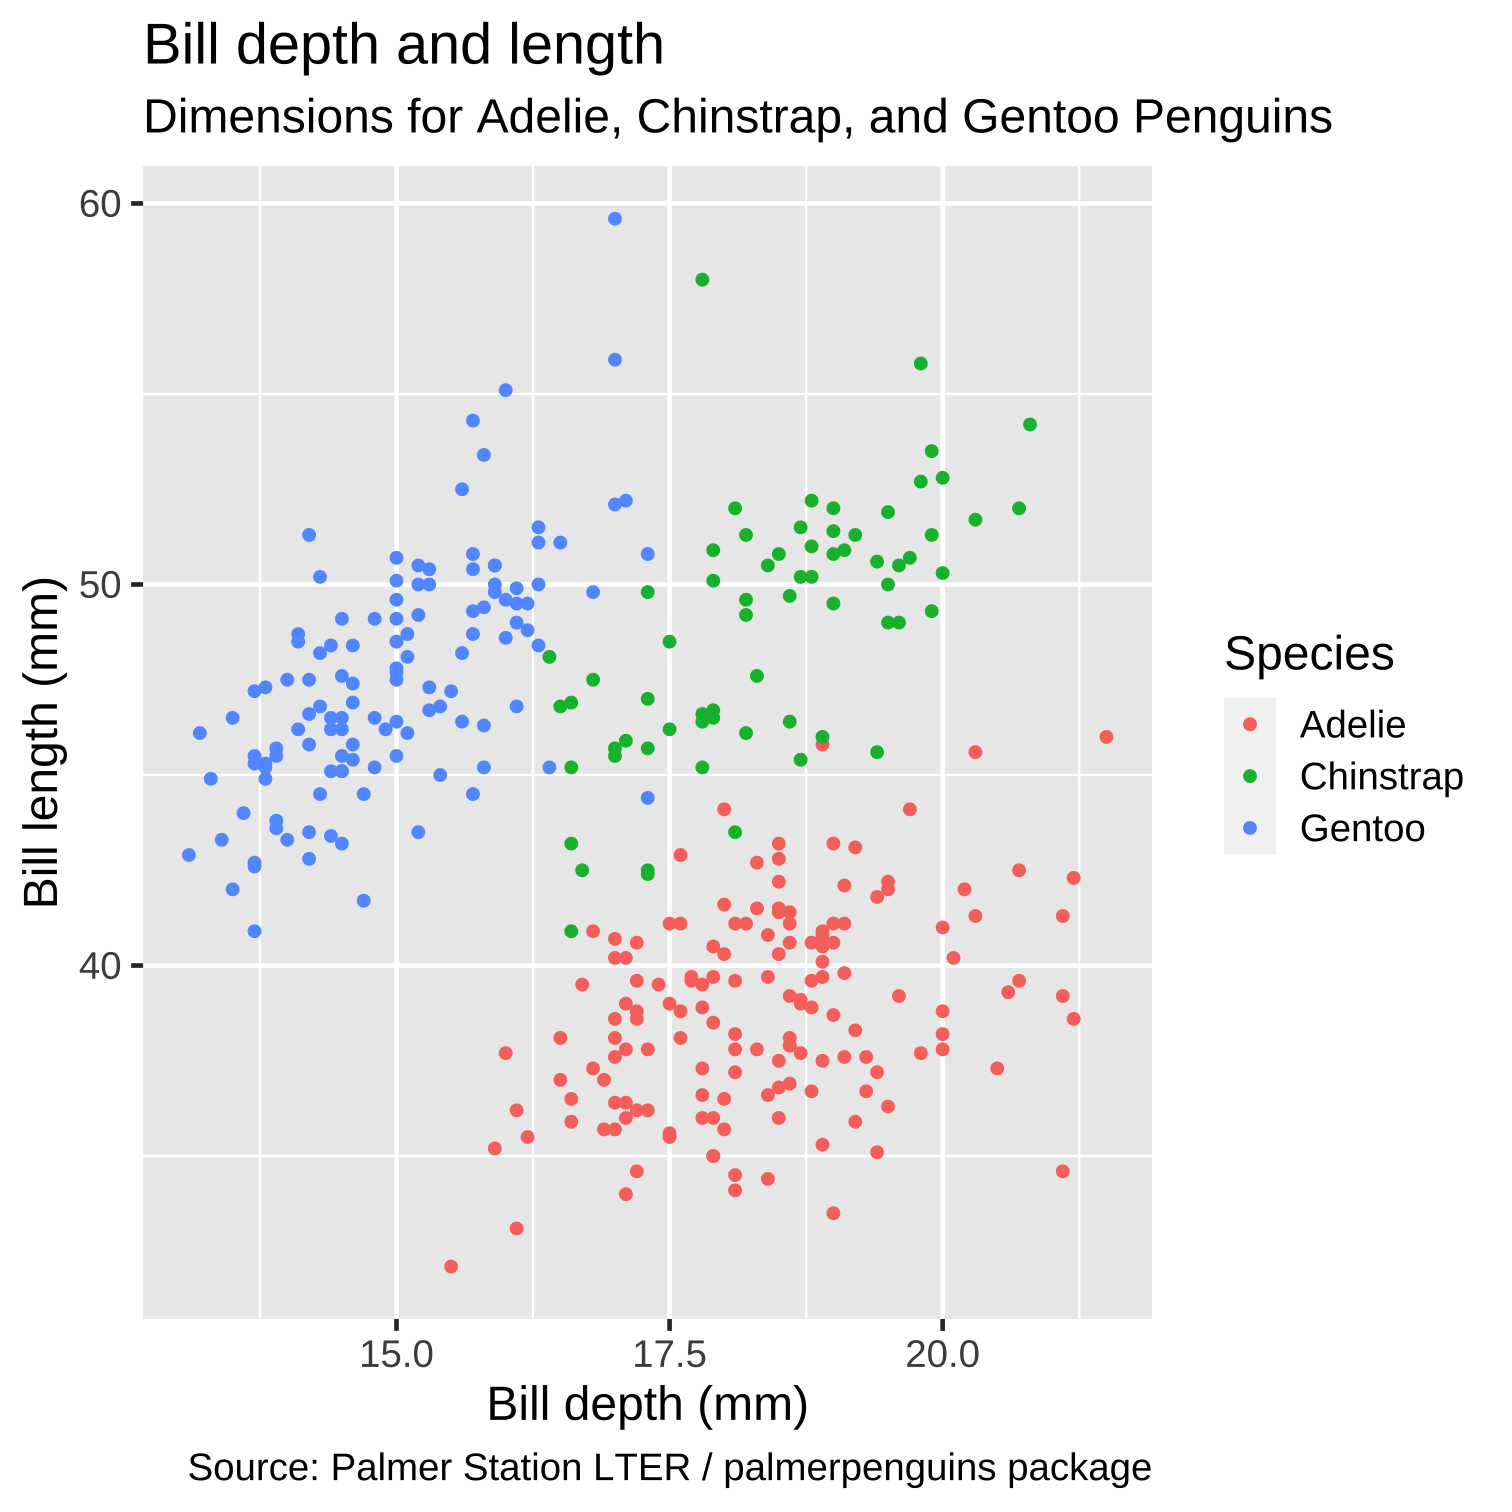 Bill depth and length
Dimensions for Adelie, Chinstrap, and Gentoo Penguins
60
50
40
Bill length (mm)
15.0 17.5 20.0
Bill depth (mm)
Species
Adelie
Chinstrap
Gentoo
Source: Palmer Station LTER / palmerpenguins package